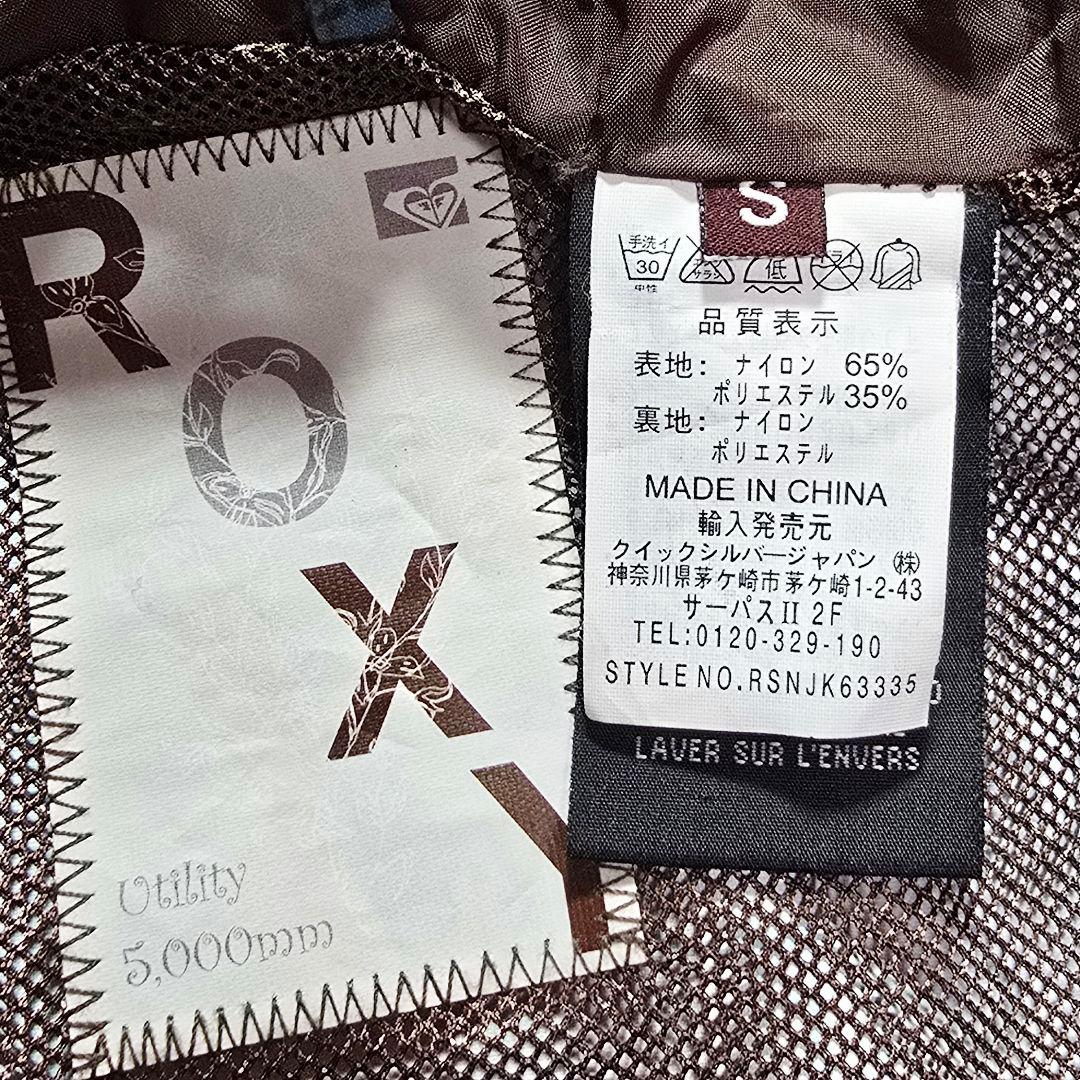 ROXY
Utility
5,000mm
S
手洗イ
30
中性
低
品質表示
表地: ナイロン 65%
ポリエステル 35%
裏地: ナイロン
ポリエステル
MADE IN CHINA
輸入発売元
クイックシルバージャパン ㈱
神奈川県茅ケ崎市茅ケ崎1-2-43
サーパスⅡ 2F
TEL:0120-329-190
STYLE NO.RSNJK63335
LAVER SUR L'ENVERS